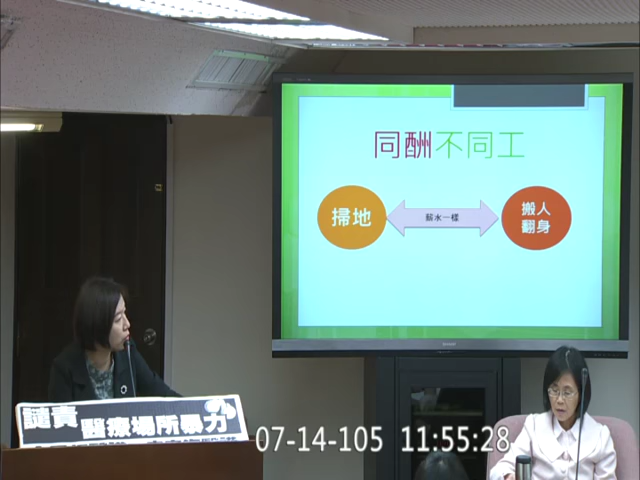 同酬不同工
掃地
薪水一樣
搬人
翻身
譴責 醫療場所暴力
07-14-105 11:55:28